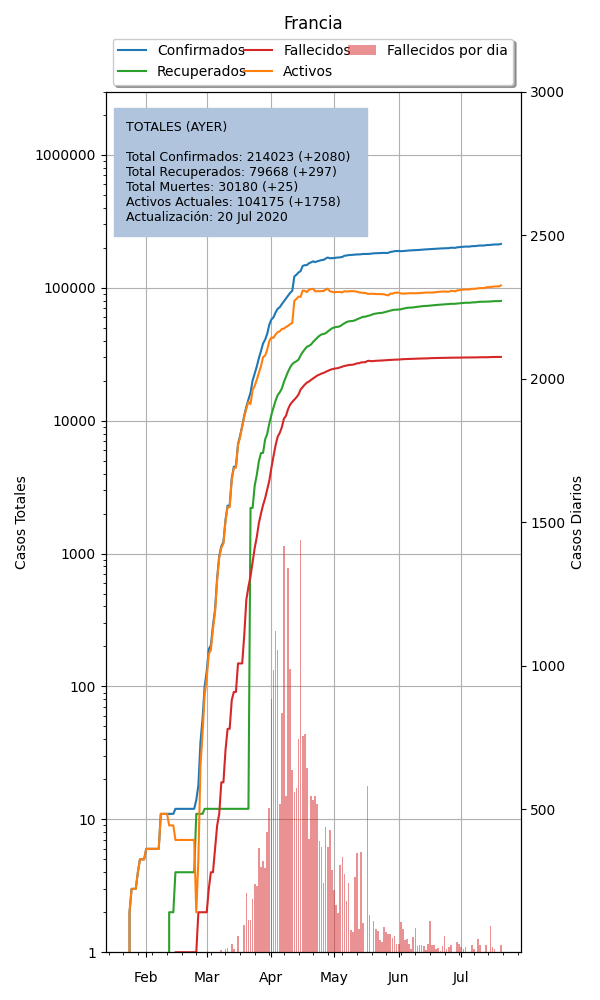 Francia
Confirmados Fallecidos Fallecidos por dia
Recuperados Activos
TOTALES (AYER)
Total Confirmados: 214023 (+2080)
Total Recuperados: 79668 (+297)
Total Muertes: 30180 (+25)
Activos Actuales: 104175 (+1758)
Actualización: 20 Jul 2020
1000000
100000
10000
1000
100
10
1
Casos Totales
3000
2500
2000
1500
1000
500
Casos Diarios
Feb Mar Apr May Jun Jul